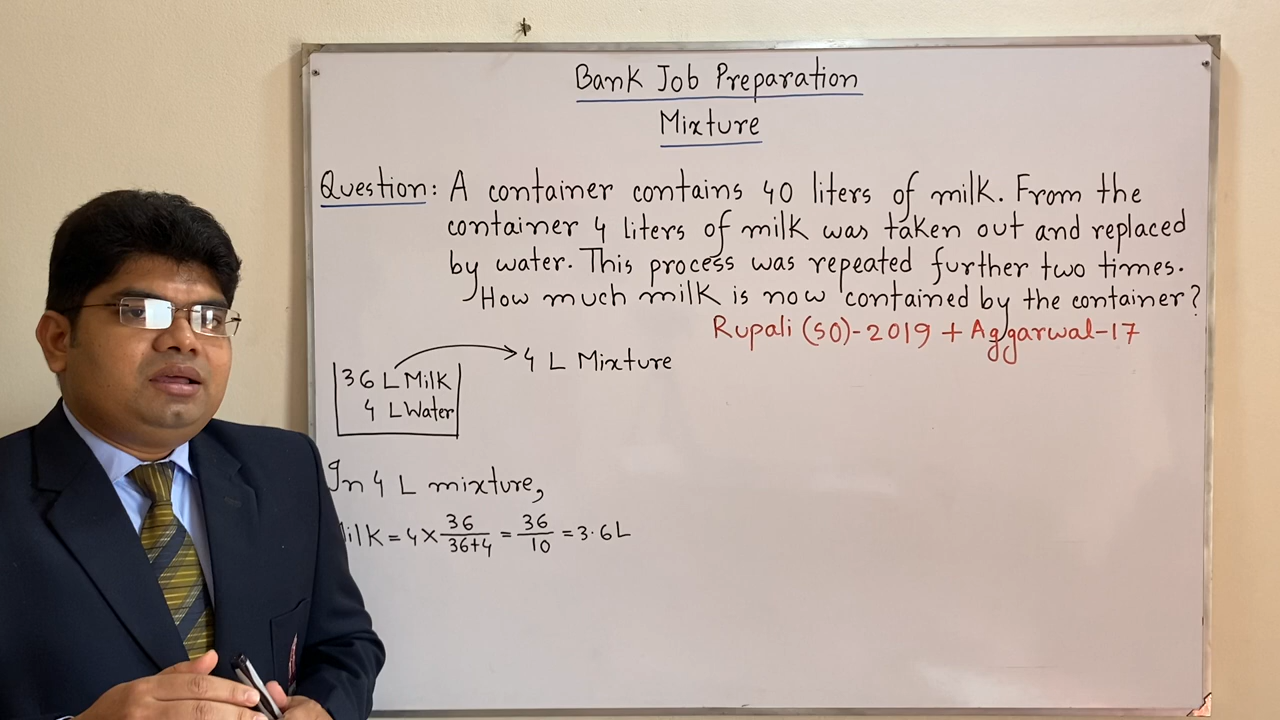 Bank Job Preparation
Mixture
Question: A container contains 40 liters of milk. From the
container 4 liters of milk was taken out and replaced
by water. This process was repeated further two times.
How much milk is now contained by the container?
Rupali (SO)-2019 + Aggarwal-17
36 L Milk
4 L Water
4 L Mixture
In 4 L mixture,
Milk = 4 × 36/36+4 = 36/10 = 3.6L